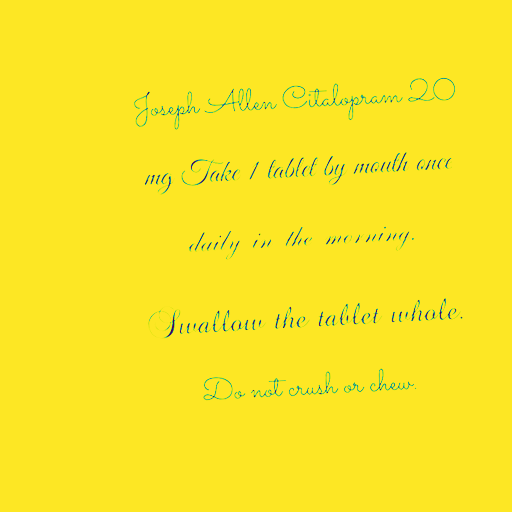 Joseph Allen Citalopram 20
mg Take 1 tablet by mouth once
daily in the morning.
Swallow the tablet whole.
Do not crush or chew.